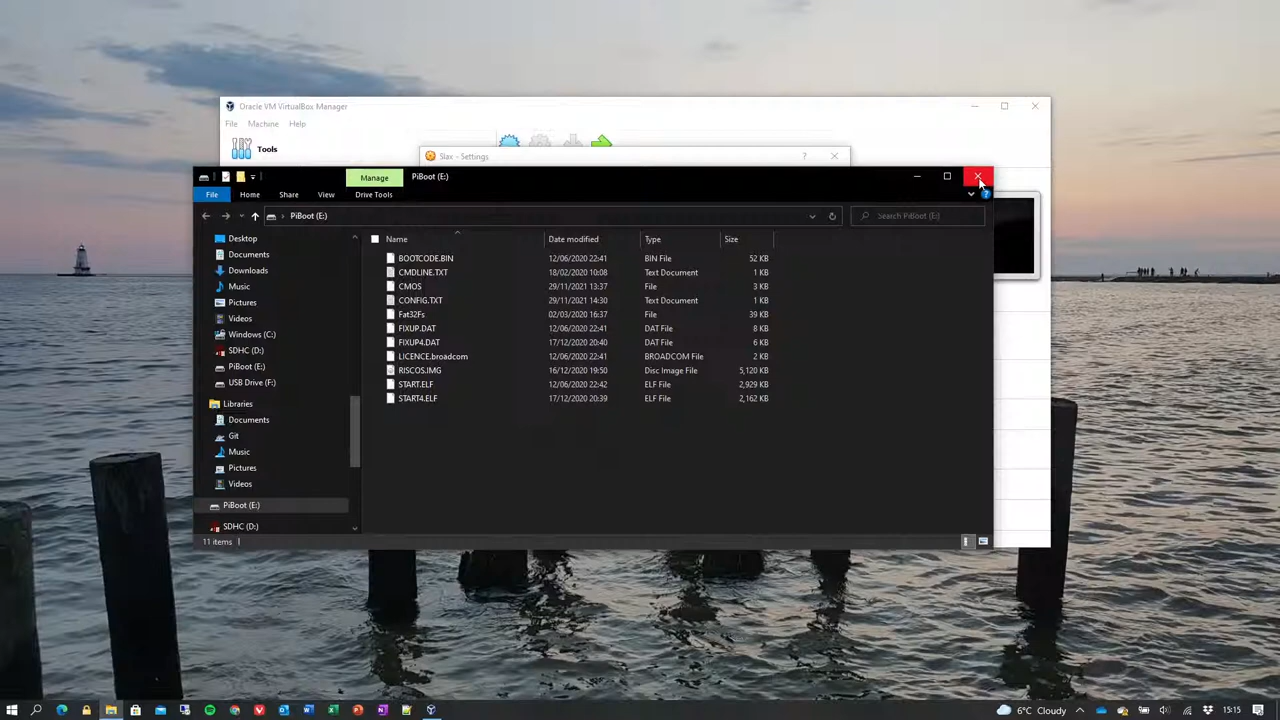 Oracle VM VirtualBox Manager
File Machine Help
Tools
Slax - Settings ?
Manage PiBoot (E:)
File Home Share View Drive Tools
PiBoot (E:) Search PiBoot (E:)
Desktop
Documents
Downloads
Music
Pictures
Videos
Windows (C:)
SDHC (D:)
PiBoot (E:)
USB Drive (F:)
Libraries
Documents
Git
Music
Pictures
Videos
PiBoot (E:)
SDHC (D:)
Name Date modified Type Size
BOOTCODE.BIN 12/06/2020 22:41 BIN File 52 KB
CMDLINE.TXT 18/02/2020 10:08 Text Document 1 KB
CMOS 29/11/2021 13:37 File 3 KB
CONFIG.TXT 29/11/2021 14:30 Text Document 1 KB
Fat32Fs 02/03/2020 16:37 File 39 KB
FIXUP.DAT 12/06/2020 22:41 DAT File 8 KB
FIXUP4.DAT 17/12/2020 20:40 DAT File 6 KB
LICENCE.broadcom 12/06/2020 22:41 BROADCOM File 2 KB
RISCOS.IMG 16/12/2020 19:50 Disc Image File 5,120 KB
START.ELF 12/06/2020 22:42 ELF File 2,929 KB
START4.ELF 17/12/2020 20:39 ELF File 2,162 KB
11 items
6°C Cloudy 15:15